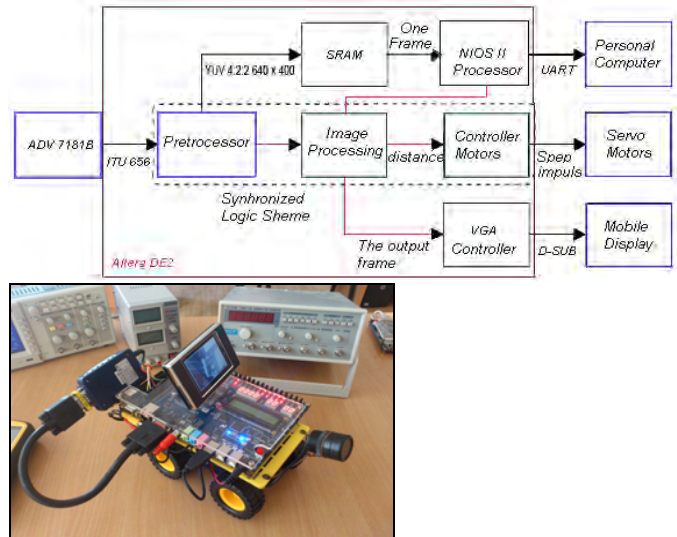 One
Frame
SRAM
NIOS II
Processor
Personal
Computer
YUV 4:2:2 640 x 400
UART
ADV 7181B
ITU 656
Pretrocessor
Image
Processing
distance
Controller
Motors
Spep
impuls
Servo
Motors
Synhronized
Logic Sheme
The output
frame
VGA
Controller
D-SUB
Mobile
Display
Alterg DE2